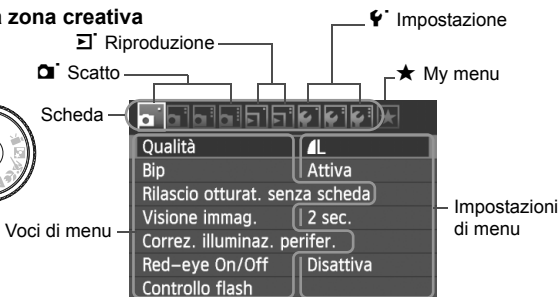 a zona creativa
Impostazione
Riproduzione
Scatto
★ My menu
Scheda
Qualità L
Bip Attiva
Rilascio otturat. senza scheda
Visione immag. 2 sec.
Correz. illuminaz. perifer.
Red-eye On/Off Disattiva
Controllo flash
Voci di menu
Impostazioni
di menu